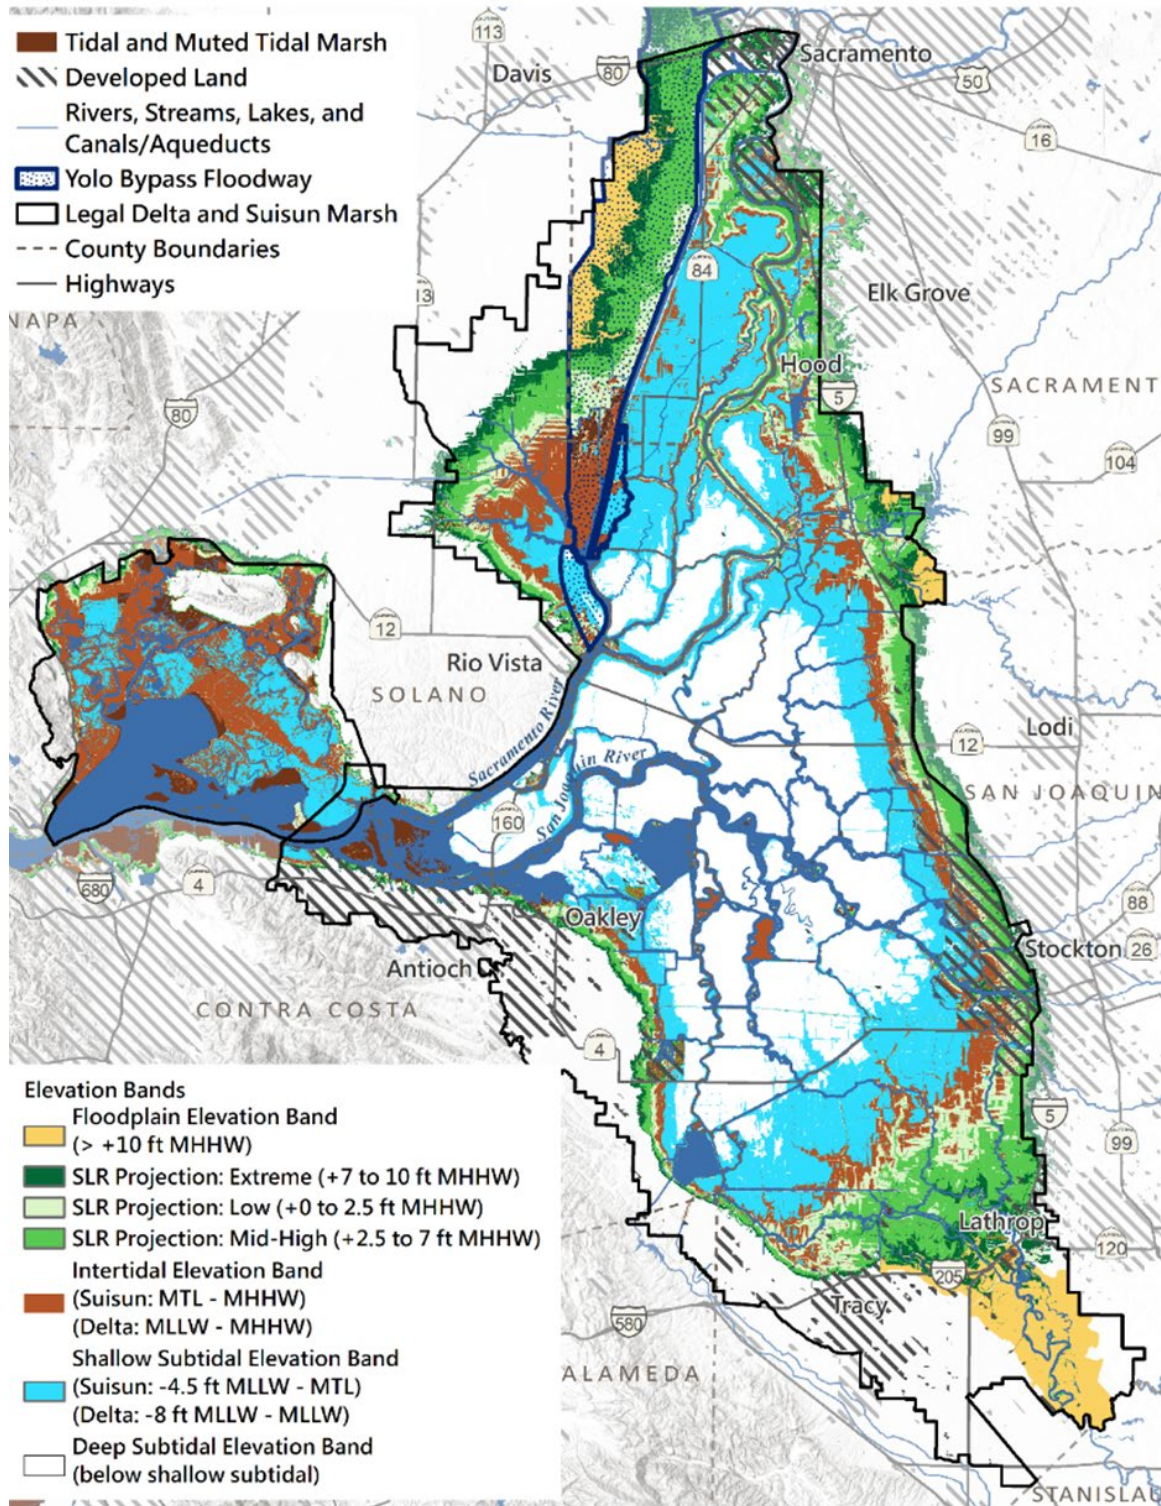 Tidal and Muted Tidal Marsh
Developed Land
Rivers, Streams, Lakes, and
Canals/Aqueducts
Yolo Bypass Floodway
Legal Delta and Suisun Marsh
County Boundaries
Highways
113
Davis
80
Sacramento
50
16
84
Elk Grove
13
NAPA
Hood
5
SACRAMENT
80
99
104
12
Rio Vista
SOLANO
Sacramento River
San Joaquin River
Lodi
12
SAN JOAQUIN
160
680
4
88
Oakley
Stockton
26
Antioch
CONTRA COSTA
4
5
99
Elevation Bands
Floodplain Elevation Band
(> +10 ft MHHW)
SLR Projection: Extreme (+7 to 10 ft MHHW)
SLR Projection: Low (+0 to 2.5 ft MHHW)
SLR Projection: Mid-High (+2.5 to 7 ft MHHW)
Intertidal Elevation Band
(Suisun: MTL - MHHW)
(Delta: MLLW - MHHW)
Shallow Subtidal Elevation Band
(Suisun: -4.5 ft MLLW - MTL)
(Delta: -8 ft MLLW - MLLW)
Deep Subtidal Elevation Band
(below shallow subtidal)
Lathrop
120
205
Tracy
580
ALAMEDA
STANISLAU